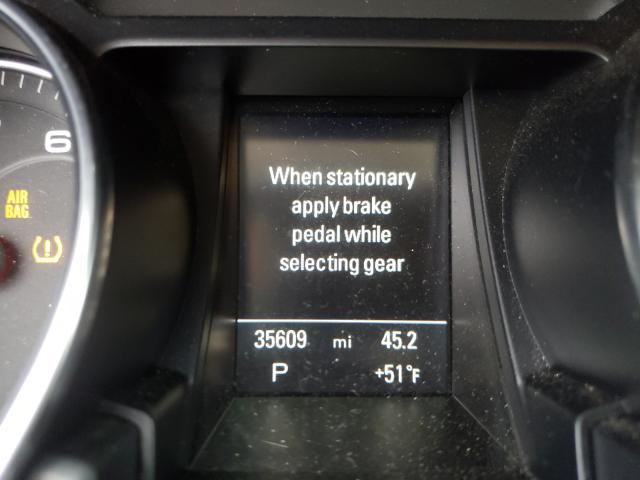 When stationary
apply brake
pedal while
selecting gear
35609 mi 45.2
P +51°F
6
AIR
BAG